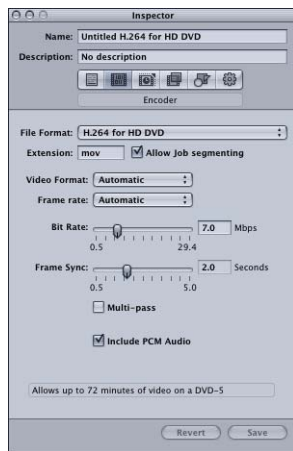 Inspector
Name: Untitled H.264 for HD DVD
Description: No description
Encoder
File Format: H.264 for HD DVD
Extension: mov Allow Job segmenting
Video Format: Automatic
Frame rate: Automatic
Bit Rate: 7.0 Mbps
0.5 29.4
Frame Sync: 2.0 Seconds
0.5 5.0
Multi-pass
Include PCM Audio
Allows up to 72 minutes of video on a DVD-5
Revert Save